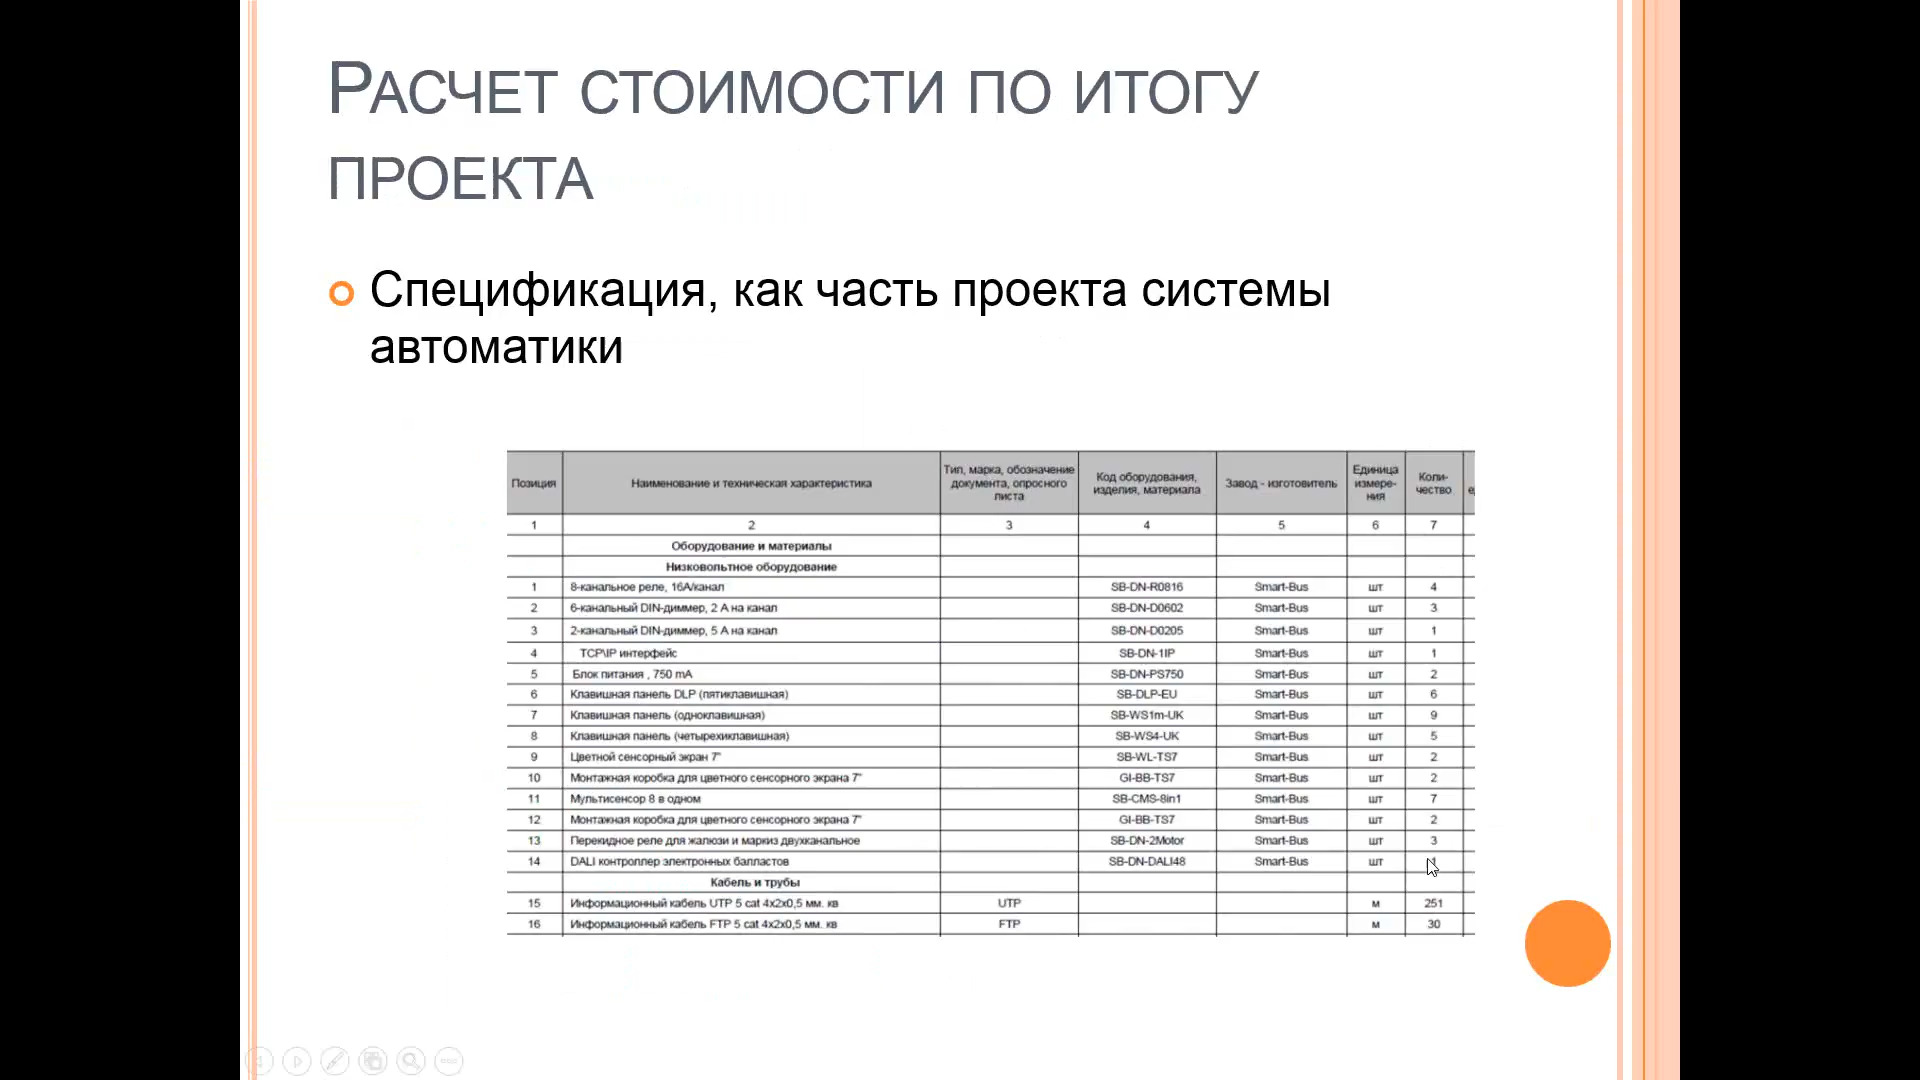 Расчет стоимости по итогу
проекта
Спецификация, как часть проекта системы
автоматики
Позиция Наименование и техническая характеристика Тип, марка, обозначение документа, опросного листа Код оборудования, изделия, материала Завод - изготовитель Единица измере-ния Коли-чество
1 2 3 4 5 6 7
Оборудование и материалы
Низковольтное оборудование
1 8-канальное реле, 16А/канал SB-DN-R0816 Smart-Bus шт 4
2 6-канальный DIN-диммер, 2 А на канал SB-DN-D0602 Smart-Bus шт 3
3 2-канальный DIN-диммер, 5 А на канал SB-DN-D0205 Smart-Bus шт 1
4 TCP\IP интерфейс SB-DN-1IP Smart-Bus шт 1
5 Блок питания , 750 mA SB-DN-PS750 Smart-Bus шт 2
6 Клавишная панель DLP (пятиклавишная) SB-DLP-EU Smart-Bus шт 6
7 Клавишная панель (одноклавишная) SB-WS1m-UK Smart-Bus шт 9
8 Клавишная панель (четырехиклавишная) SB-WS4-UK Smart-Bus шт 5
9 Цветной сенсорный экран 7" SB-WL-TS7 Smart-Bus шт 2
10 Монтажная коробка для цветного сенсорного экрана 7" GI-BB-TS7 Smart-Bus шт 2
11 Мультисенсор 8 в одном SB-CMS-8in1 Smart-Bus шт 7
12 Монтажная коробка для цветного сенсорного экрана 7" GI-BB-TS7 Smart-Bus шт 2
13 Перекидное реле для жалюзи и маркиз двухканальное SB-DN-2Motor Smart-Bus шт 3
14 DALI контроллер электронных балластов SB-DN-DALI48 Smart-Bus шт 1
Кабель и трубы
15 Информационный кабель UTP 5 cat 4x2x0,5 мм. кв UTP м 251
16 Информационный кабель FTP 5 cat 4x2x0,5 мм. кв FTP м 30